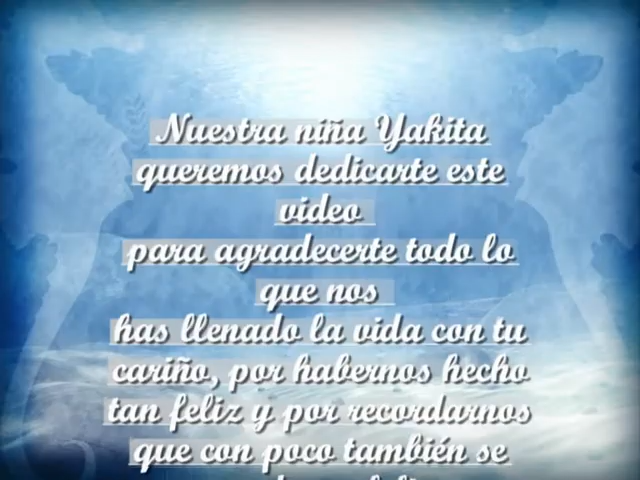 Nuestra niña Yakita
queremos dedicarte este
video
para agradecerte todo lo
que nos
has llenado la vida con tu
cariño, por habernos hecho
tan feliz y por recordarnos
que con poco también se